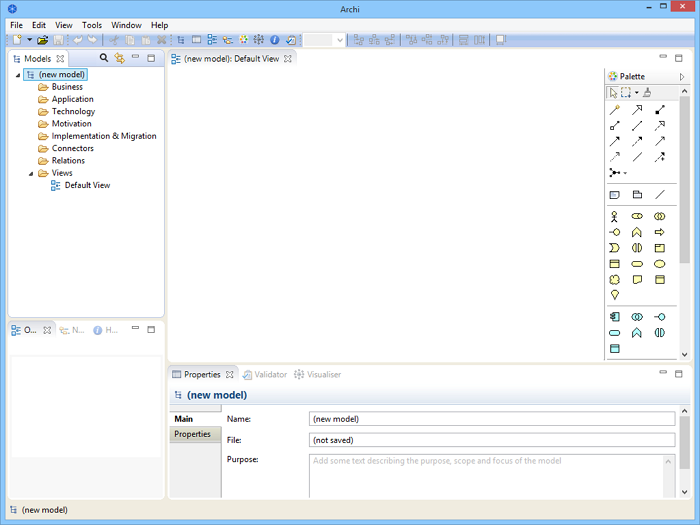 Archi
File Edit View Tools Window Help
Models
(new model)
Business
Application
Technology
Motivation
Implementation & Migration
Connectors
Relations
Views
Default View
(new model): Default View
Palette
O... N... H...
Properties Validator Visualiser
(new model)
Main
Properties
Name: (new model)
File: (not saved)
Purpose: Add some text describing the purpose, scope and focus of the model
(new model)